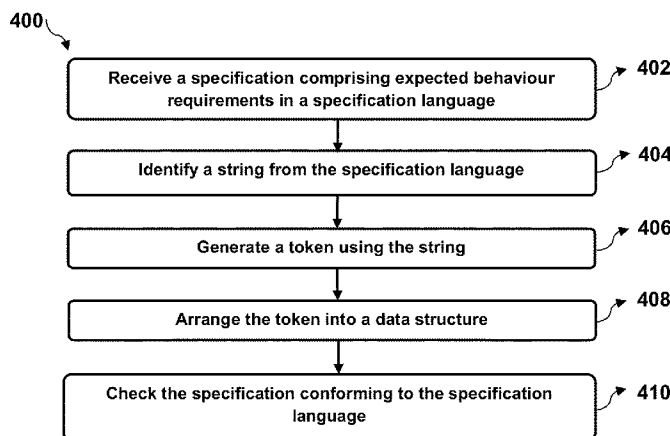 400
Receive a specification comprising expected behaviour
requirements in a specification language
402
Identify a string from the specification language
404
Generate a token using the string
406
Arrange the token into a data structure
408
Check the specification conforming to the specification
language
410